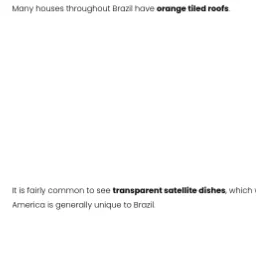 Many houses throughout Brazil have orange tiled roofs.
It is fairly common to see transparent satellite dishes, which
America is generally unique to Brazil.